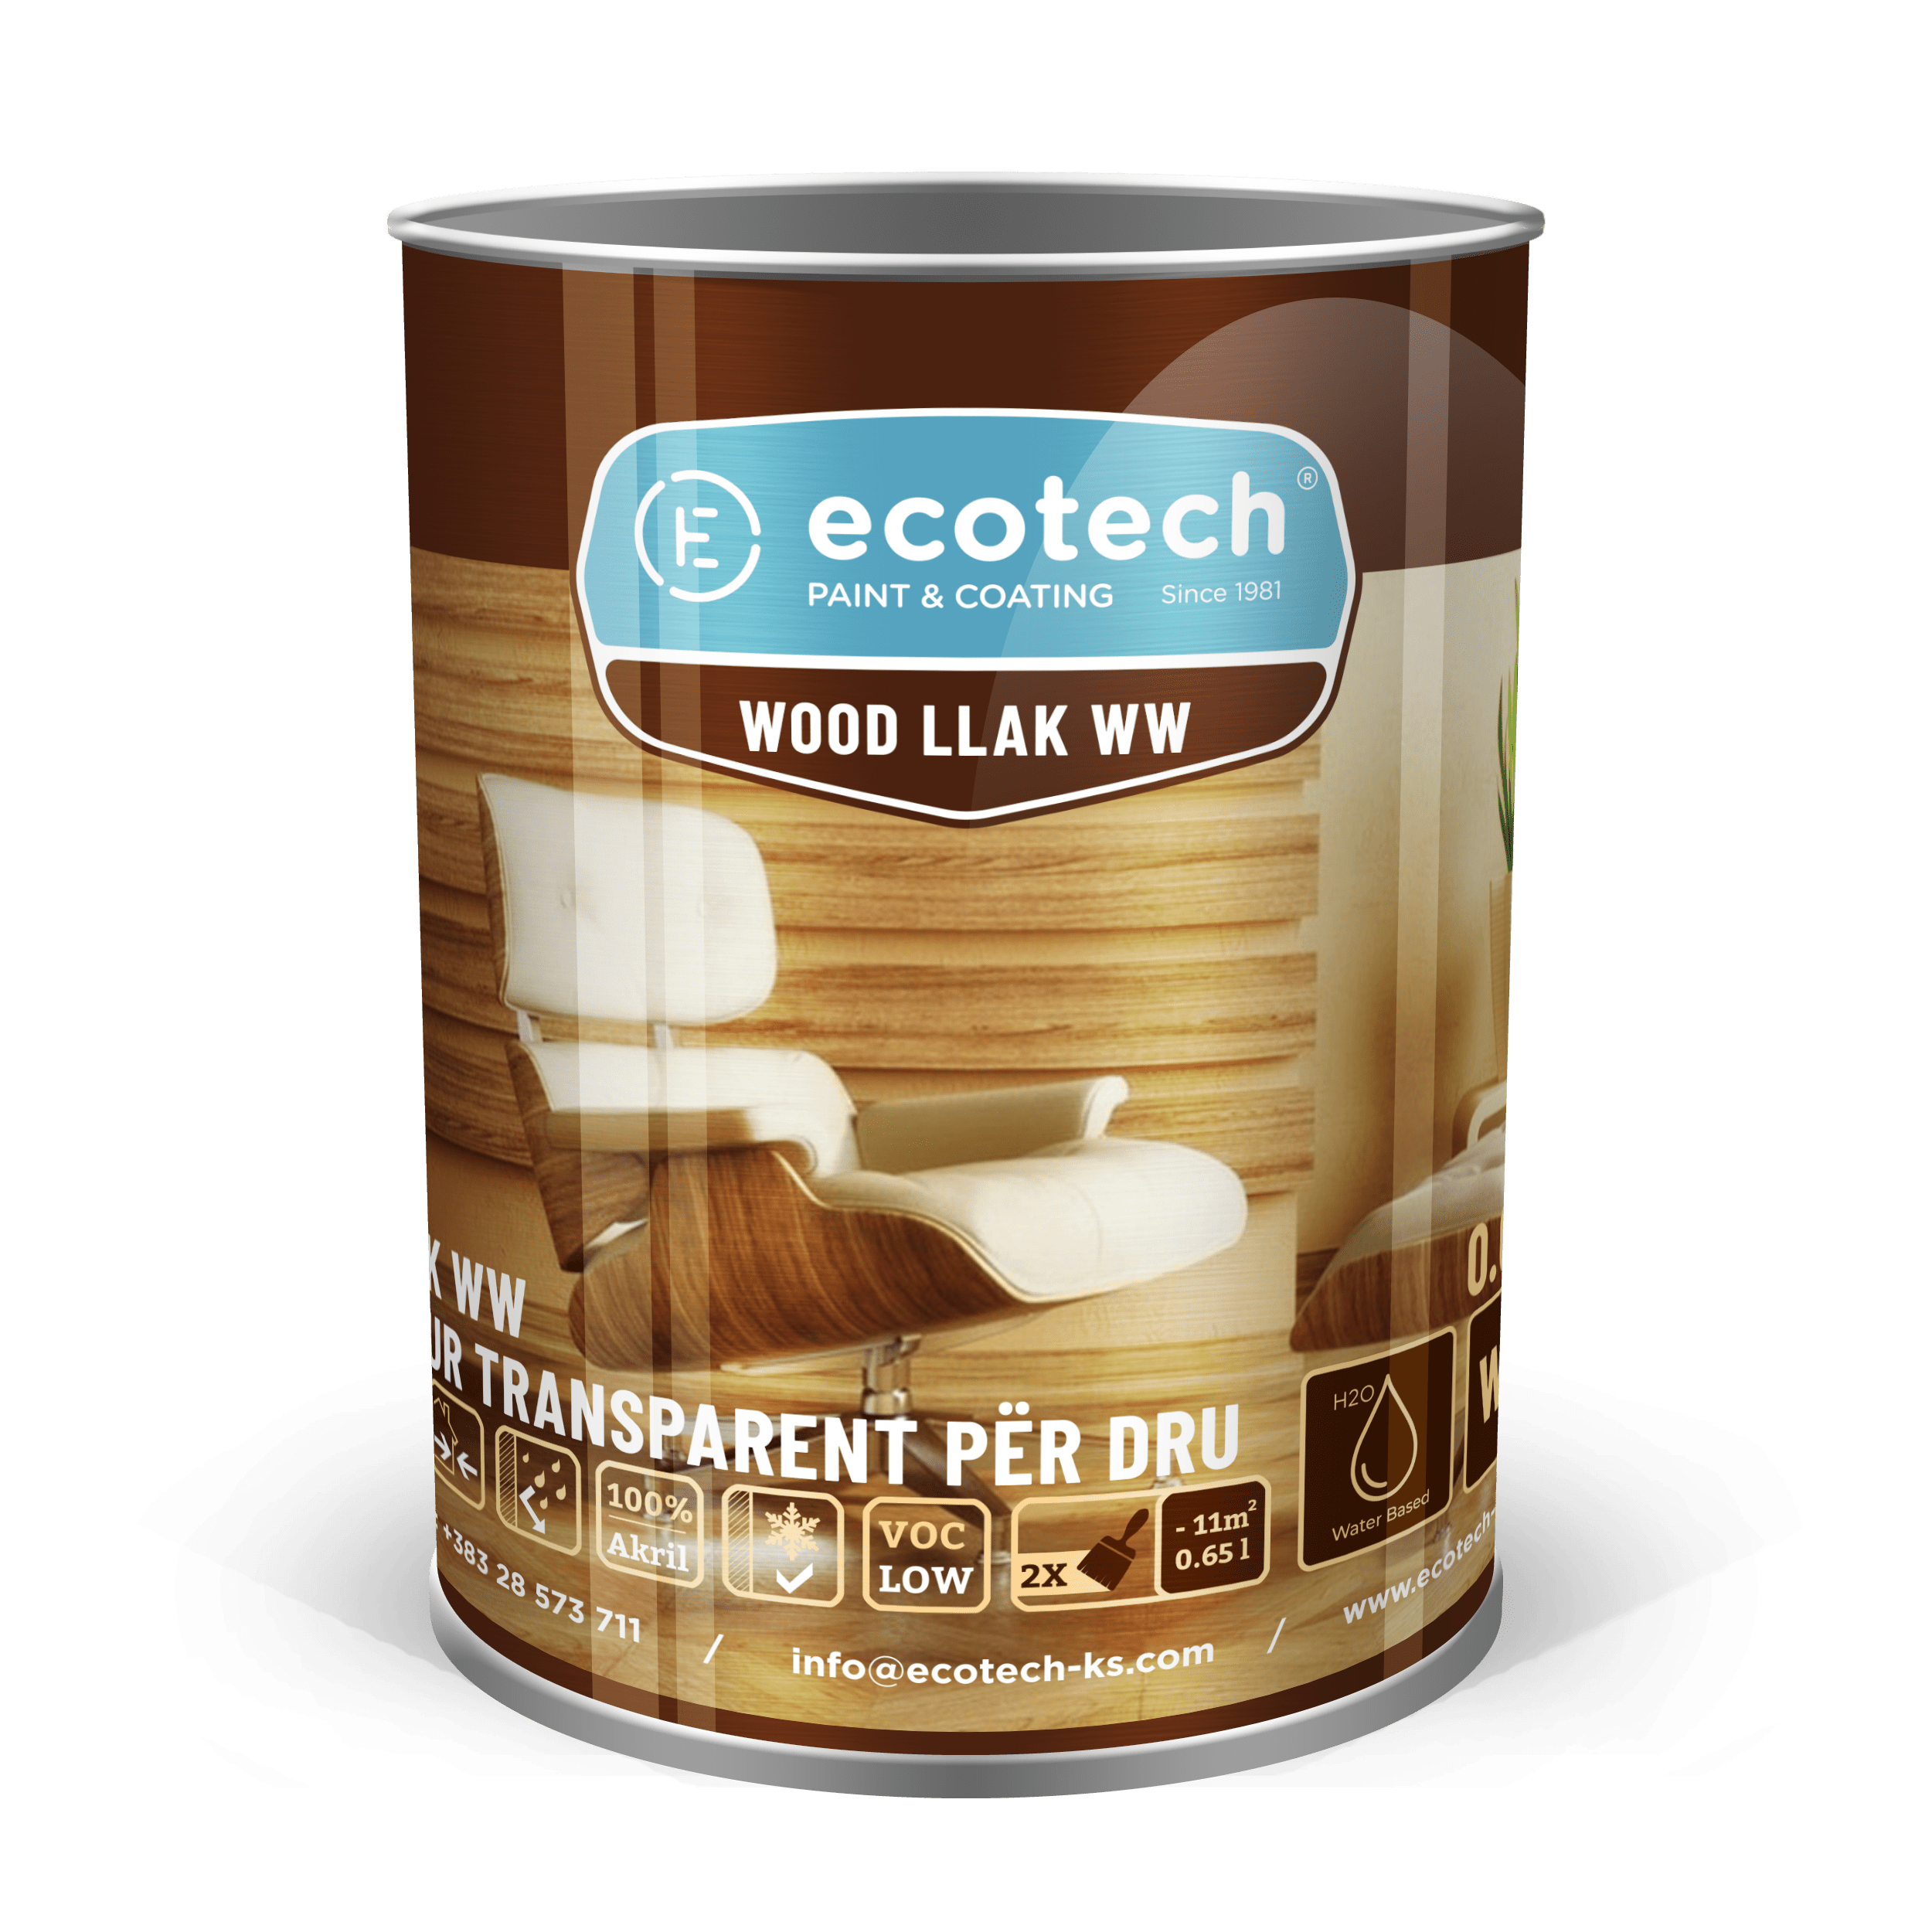 E
ecotech®
PAINT & COATING Since 1981
WOOD LLAK WW
K WW
UR TRANSPARENT PËR DRU
100%
Akril
VOC
LOW
2X
- 11m²
0.65 l
H2O
Water Based
0.
W
+383 28 573 711 / info@ecotech-ks.com / www.ecotech-